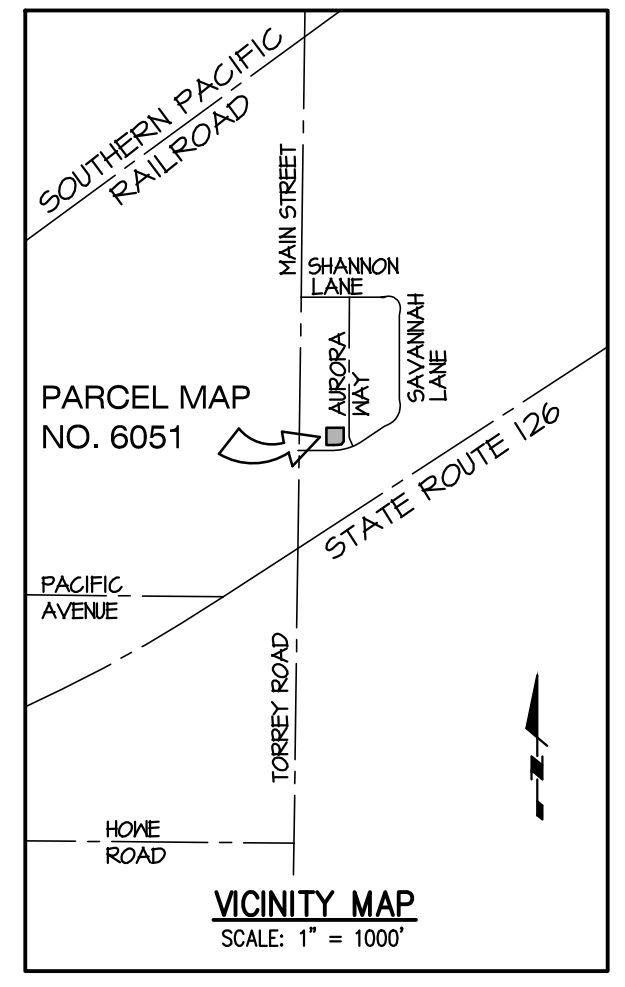 SOUTHERN PACIFIC
RAILROAD
MAIN STREET
SHANNON
LANE
SAVANNAH
LANE
AURORA
WAY
PARCEL MAP
NO. 6051
STATE ROUTE 126
PACIFIC
AVENUE
TORREY ROAD
N
HOWE
ROAD
VICINITY MAP
SCALE: 1" = 1000'